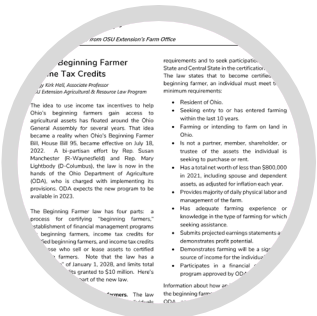 from OSU Extension's Farm Office
Beginning Farmer
me Tax Credits
gy Kirk Hall, Associate Professor
U Extension Agricultural & Resource Law Program
The idea to use income tax incentives to help
Ohio's beginning farmers gain access to
agricultural assets has floated around the Ohio
General Assembly for several years. That idea
became a reality when Ohio's Beginning Farmer
Bill, House Bill 95, became effective on July 18,
2022. A bi-partisan effort by Rep. Susan
Manchester (R-Waynesfield) and Rep. Mary
Lightbody (D-Columbus), the law is now in the
hands of the Ohio Department of Agriculture
(ODA), who is charged with implementing its
provisions. ODA expects the new program to be
available in 2023.
The Beginning Farmer law has four parts: a
process for certifying "beginning farmers,"
establishment of financial management programs
beginning farmers, income tax credits for
fied beginning farmers, and income tax credits
ose who sell or lease assets to certified
farmers. Note that the law has a
of January 1, 2028, and limits total
its granted to $10 million. Here's
rt of the new law.
farmers. The law
requirements and to seek participat
State and Central State in the certification
The law states that to become certifie
beginning farmer, an individual must
minimum requirements:
• Resident of Ohio.
• Seeking entry to or has entered farming
within the last 10 years.
• Farming or intending to farm on land in
Ohio.
• Is not a partner, member, shareholder, or
trustee of the assets the individual is
seeking to purchase or rent.
• Has a total net worth of less than $800,000
in 2021, including spouse and dependent
assets, as adjusted for inflation each year.
• Provides majority of daily physical labor and
management of the farm.
• Has adequate farming experience or
knowledge in the type of farming for which
seeking assistance.
• Submits projected earnings statements a
demonstrates profit potential.
• Demonstrates farming will be a sign
source of income for the individual
• Participates in a financial
program approved by ODA
Information about how an
the beginning farm